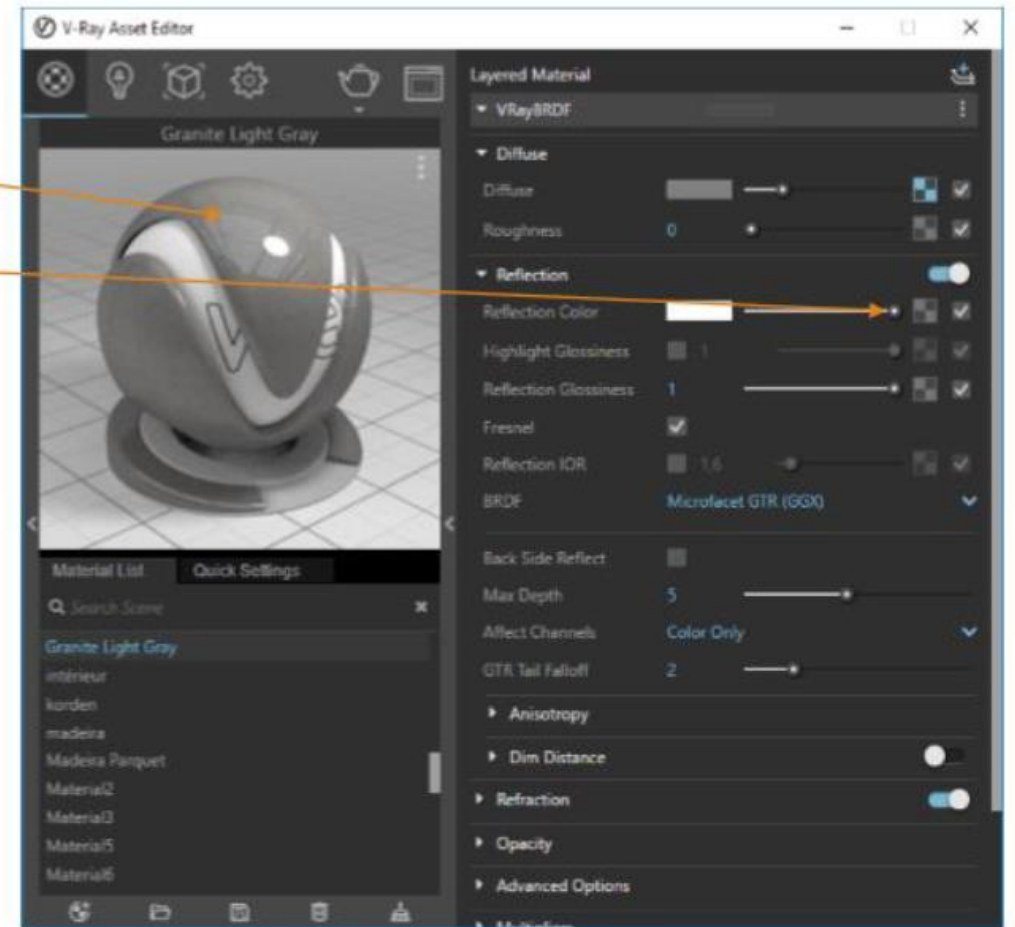 V-Ray Asset Editor
Granite Light Gray
Material List Quick Settings
Search Scene
Granite Light Gray
intérieur
korden
madeira
Madeira Parquet
Material2
Material3
Material5
Material6
Layered Material
VRayBRDF
Diffuse
Diffuse
Roughness 0
Reflection
Reflection Color
Highlight Glossiness 1
Reflection Glossiness 1
Fresnel
Reflection IOR 1,6
BRDF Microfacet GTR (GGX)
Back Side Reflect
Max Depth 5
Affect Channels Color Only
GTR Tail Falloff 2
Anisotropy
Dim Distance
Refraction
Opacity
Advanced Options